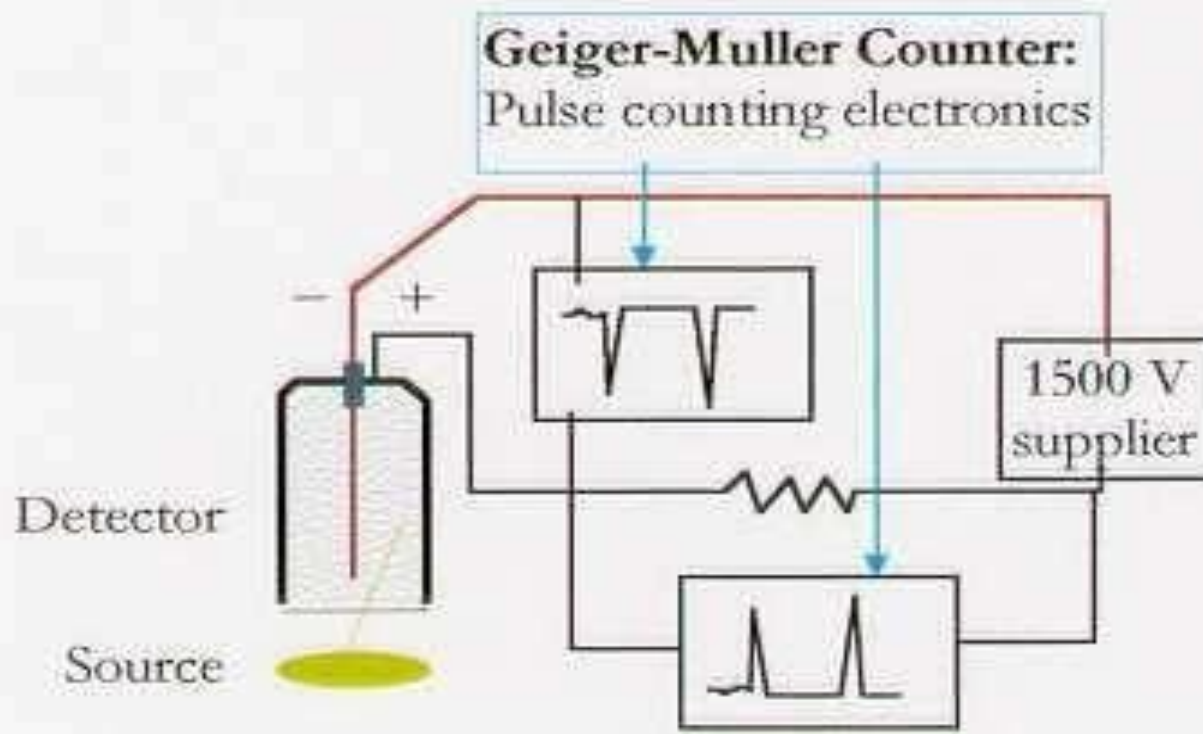 Geiger-Muller Counter:
Pulse counting electronics
− +
1500 V
supplier
Detector
Source